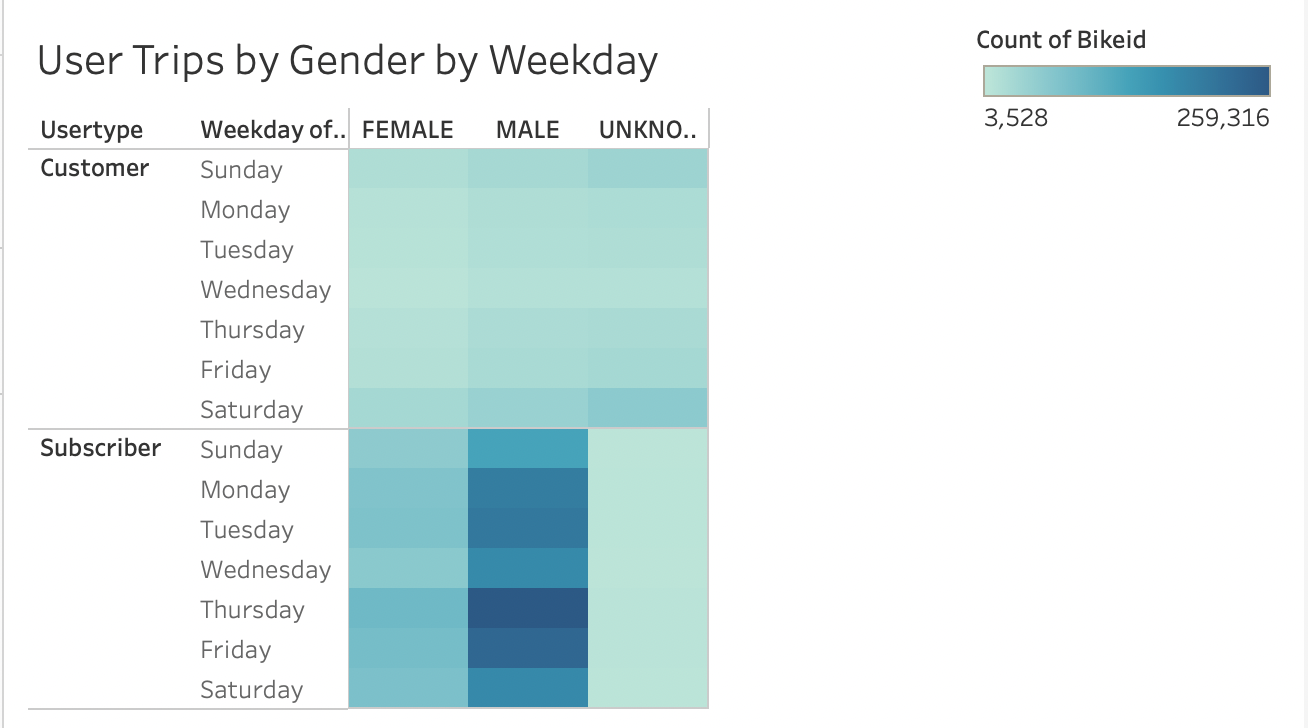 User Trips by Gender by Weekday
Count of Bikeid
3,528 259,316
Usertype Weekday of.. FEMALE MALE UNKNO..
Customer Sunday
Monday
Tuesday
Wednesday
Thursday
Friday
Saturday
Subscriber Sunday
Monday
Tuesday
Wednesday
Thursday
Friday
Saturday